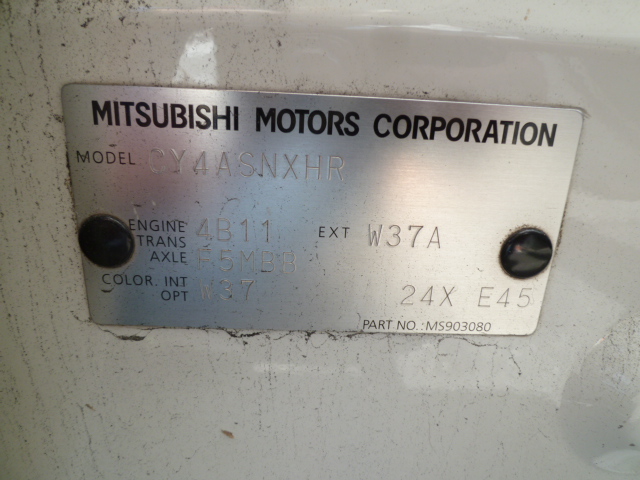 MITSUBISHI MOTORS CORPORATION
MODEL CY4ASNXHR
ENGINE 4B11 EXT W37A
TRANS
AXLE F5MBB
COLOR. INT W37
OPT 24X E45
PART NO.: MS903080